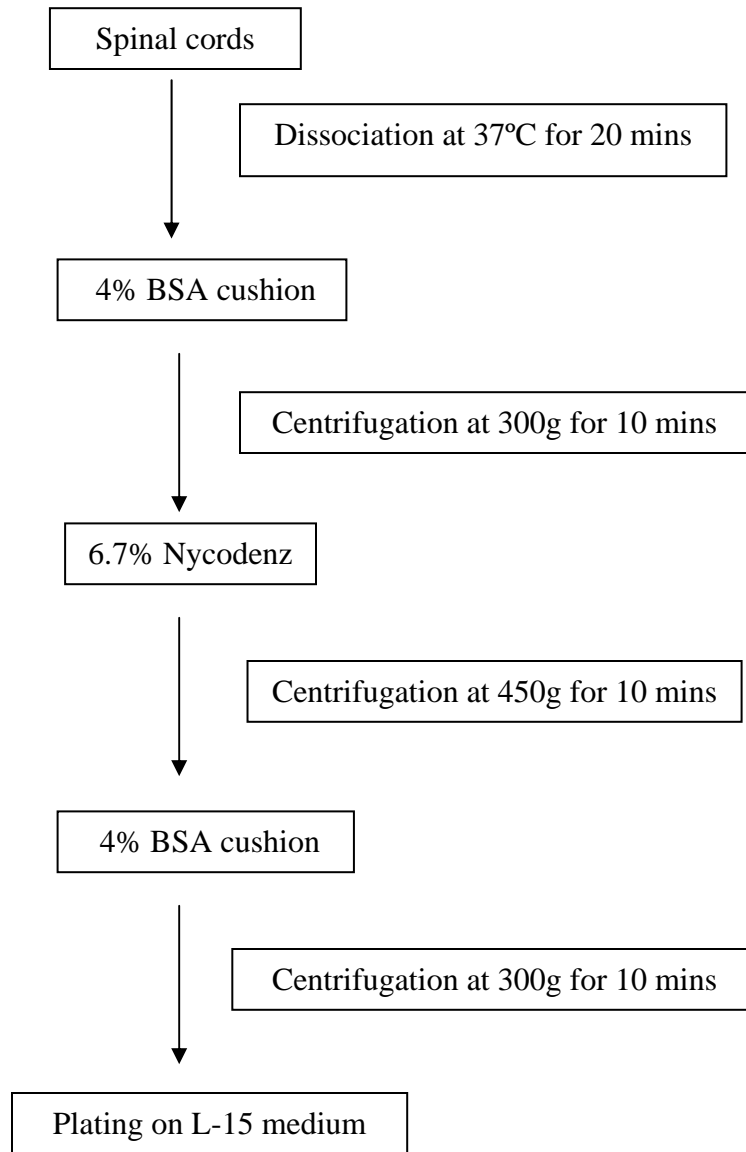 Spinal cords
Dissociation at 37ºC for 20 mins
4% BSA cushion
Centrifugation at 300g for 10 mins
6.7% Nycodenz
Centrifugation at 450g for 10 mins
4% BSA cushion
Centrifugation at 300g for 10 mins
Plating on L-15 medium